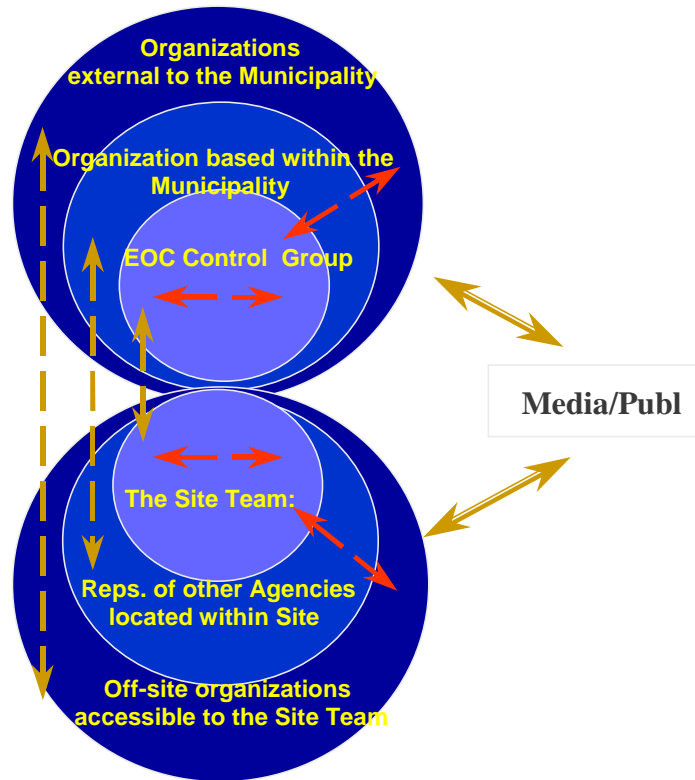 Organizations
external to the Municipality
Organization based within the
Municipality
EOC Control Group
Media/Publ
The Site Team:
Reps. of other Agencies
located within Site
Off-site organizations
accessible to the Site Team